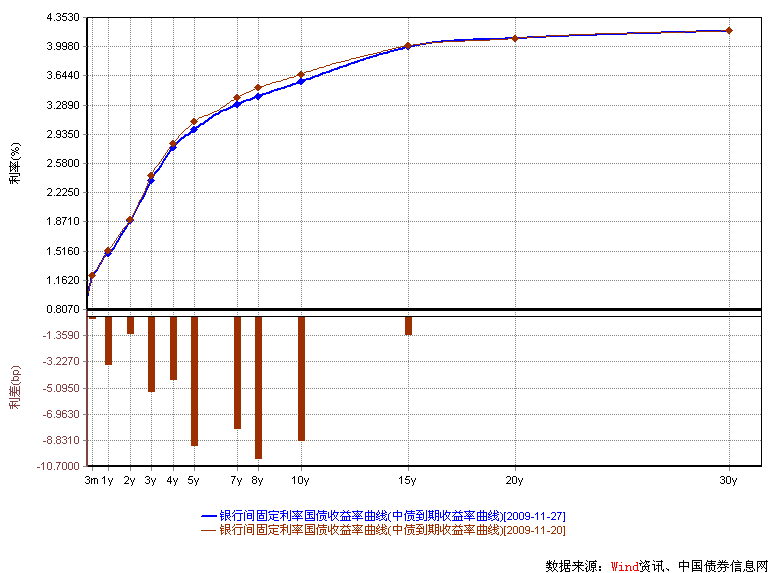 4.3530
3.9980
3.6440
3.2890
2.9350
2.5800
2.2250
1.8710
1.5160
1.1620
0.8070
利率(%)
-1.3590
-3.2270
-5.0950
-6.9630
-8.8310
-10.7000
利差(bp)
3m 1y 2y 3y 4y 5y 7y 8y 10y 15y 20y 30y
银行间固定利率国债收益率曲线(中债到期收益率曲线)[2009-11-27]
银行间固定利率国债收益率曲线(中债到期收益率曲线)[2009-11-20]
数据来源：Wind资讯、中国债券信息网